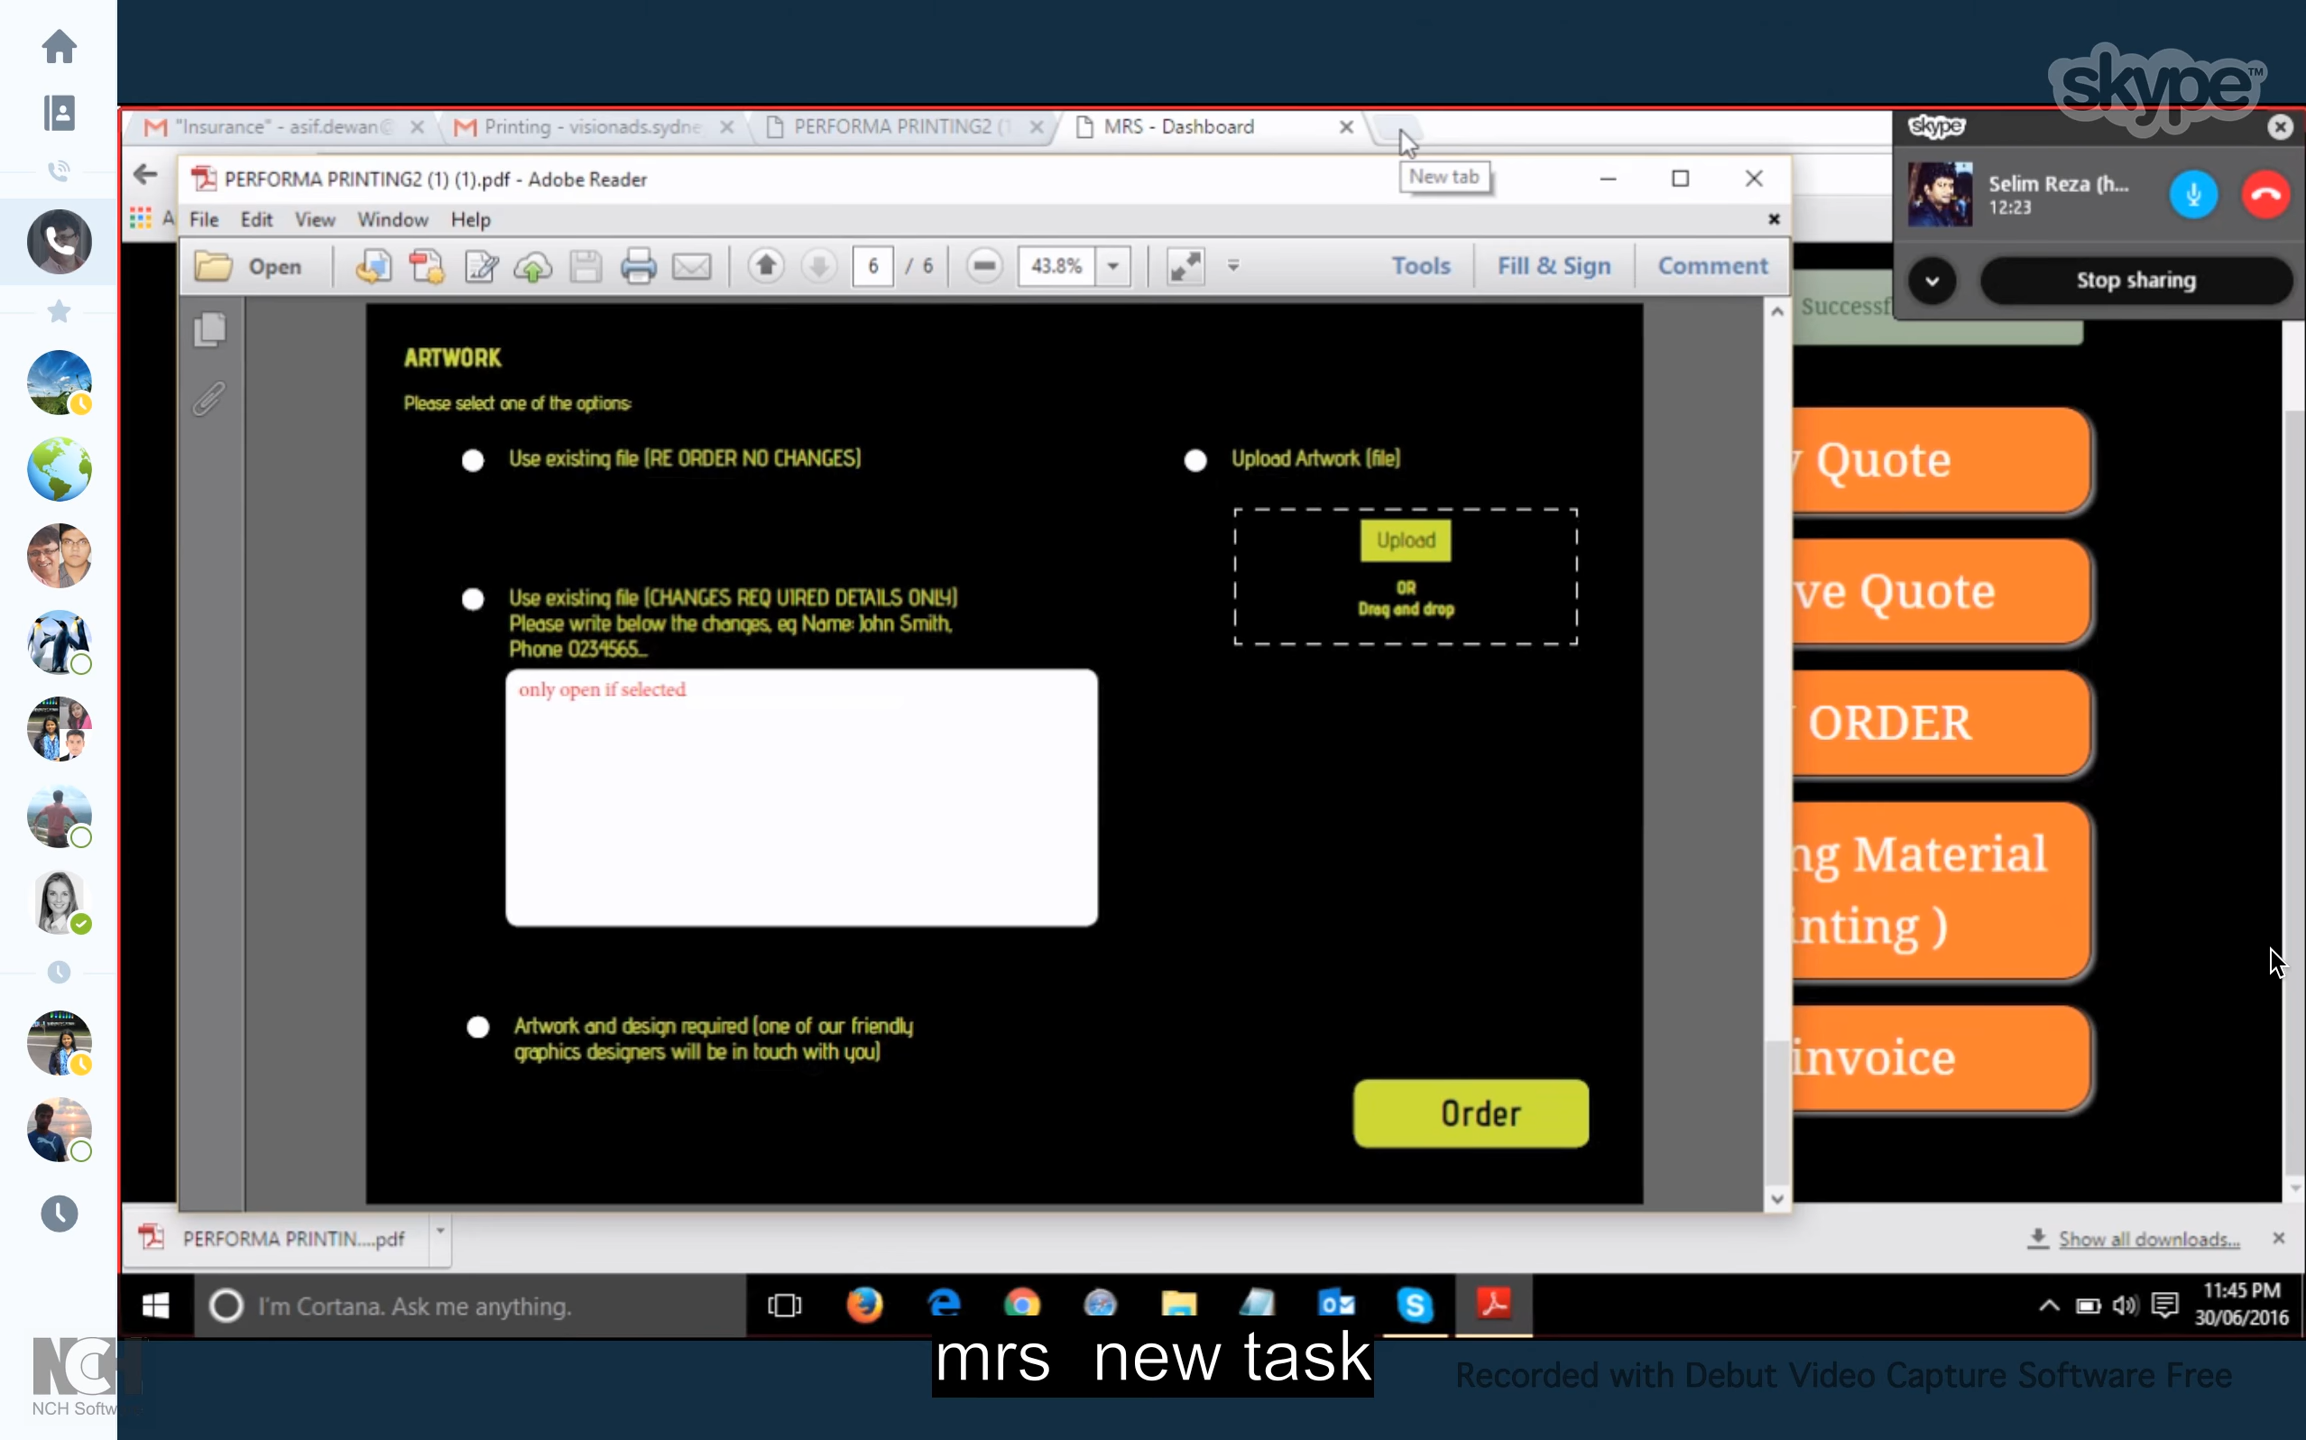 skype™
"Insurance" - asif.dewan@
Printing - visionads.sydne
PERFORMA PRINTING2 (1
MRS - Dashboard
New tab
skype
Selim Reza (h...
12:23
Stop sharing
PERFORMA PRINTING2 (1) (1).pdf - Adobe Reader
A
File Edit View Window Help
Open
6 / 6
43.8%
Tools
Fill & Sign
Comment
Successf
ARTWORK
Please select one of the options:
Use existing file (RE ORDER NO CHANGES)
Upload Artwork (file)
Upload
OR
Drag and drop
Use existing file (CHANGES REQ UIRED DETAILS ONLY)
Please write below the changes, eg Name: John Smith,
Phone 0234565...
only open if selected
Artwork and design required (one of our friendly
graphics designers will be in touch with you)
Order
Quote
ve Quote
ORDER
ng Material
inting )
invoice
PERFORMA PRINTIN....pdf
Show all downloads...
I'm Cortana. Ask me anything.
11:45 PM
30/06/2016
mrs new task
NCH
NCH Softw
Recorded with Debut Video Capture Software Free